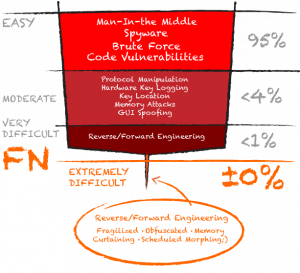 EASY
Man-In-the Middle
Spyware
Brute Force
Code Vulnerabilities
95%
MODERATE
Protocol Manipulation
Hardware Key Logging
Key Location
Memory Attacks
GUI Spoofing
<4%
VERY
DIFFICULT
Reverse/Forward Engineering
<1%
FN
EXTREMELY
DIFFICULT
±0%
Reverse/Forward Engineering
Fragilized · Obfuscated · Memory
Curtaining · Scheduled Morphing;)